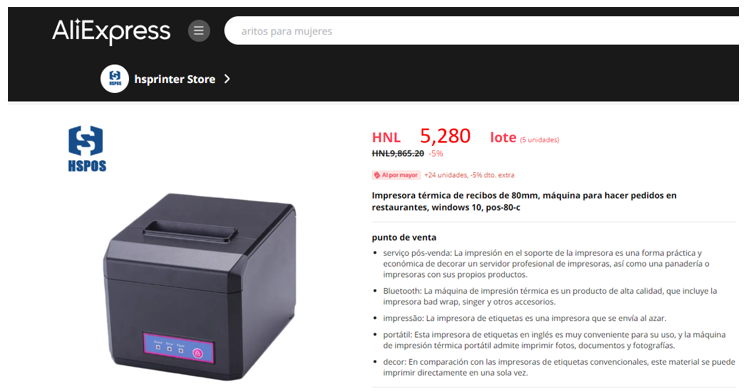 AliExpress
aritos para mujeres
HSPOS
hsprinter Store
HSPOS
HNL 5,280 lote (5 unidades)
HNL9,865.20 -5%
Al por mayor +24 unidades, -5% dto. extra
Impresora térmica de recibos de 80mm, máquina para hacer pedidos en
restaurantes, windows 10, pos-80-c
punto de venta
• serviço pós-venda: La impresión en el soporte de la impresora es una forma práctica y
económica de decorar un servidor profesional de impresoras, así como una panadería o
impresoras con sus propios productos.
• Bluetooth: La máquina de impresión térmica es un producto de alta calidad, que incluye la
impresora bad wrap, singer y otros accesorios.
• impressão: La impresora de etiquetas es una impresora que se envía al azar.
• portátil: Esta impresora de etiquetas en inglés es muy conveniente para su uso, y la máquina
de impresión térmica portátil admite imprimir fotos, documentos y fotografías.
• decor: En comparación con las impresoras de etiquetas convencionales, este material se puede
imprimir directamente en una sola vez.